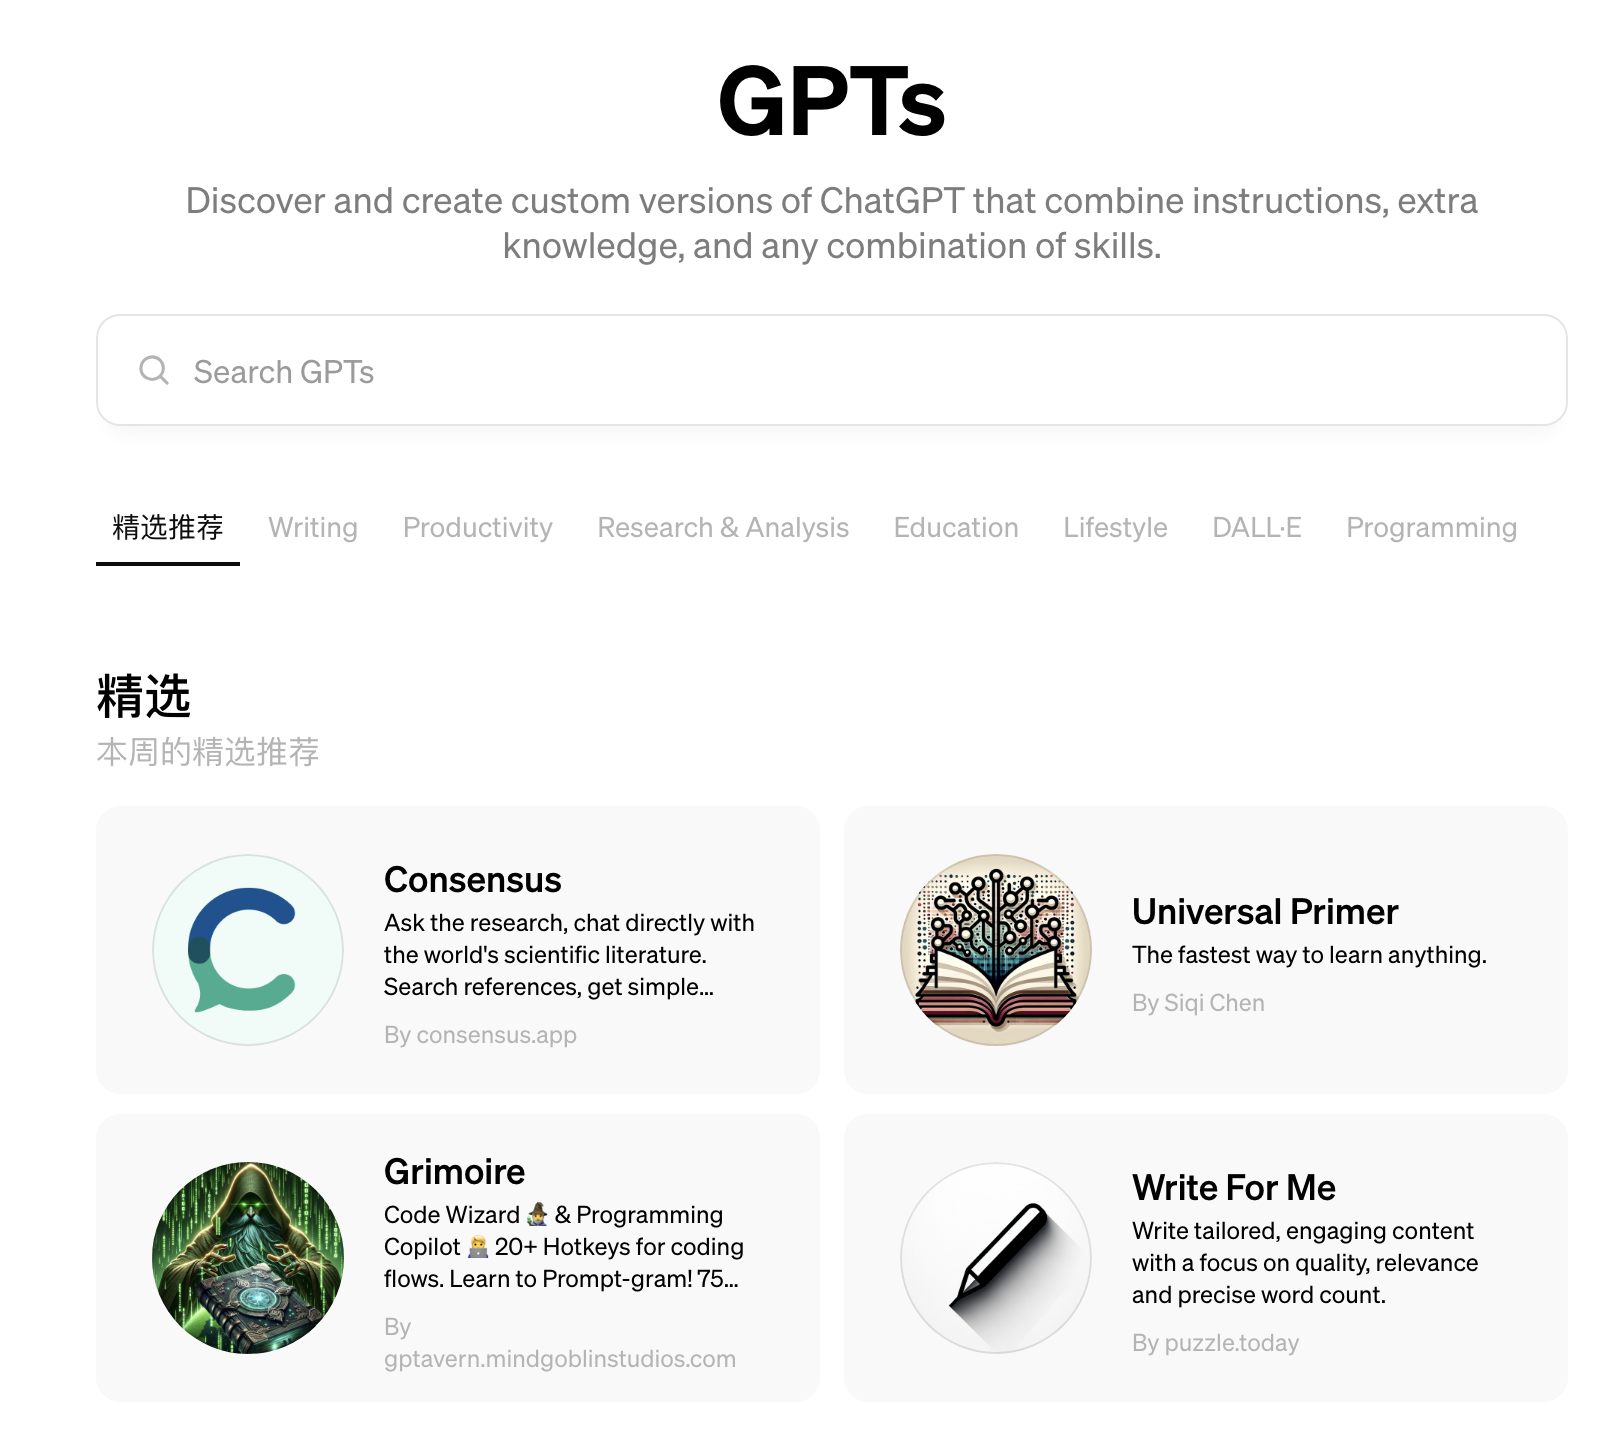 GPTs
Discover and create custom versions of ChatGPT that combine instructions, extra
knowledge, and any combination of skills.
Search GPTs
精选推荐 Writing Productivity Research & Analysis Education Lifestyle DALL·E Programming
精选
本周的精选推荐
Consensus
Ask the research, chat directly with
the world's scientific literature.
Search references, get simple...
By consensus.app
Universal Primer
The fastest way to learn anything.
By Siqi Chen
Grimoire
Code Wizard 🧙‍♂️ & Programming
Copilot 👨‍💻 20+ Hotkeys for coding
flows. Learn to Prompt-gram! 75...
By
gptavern.mindgoblinstudios.com
Write For Me
Write tailored, engaging content
with a focus on quality, relevance
and precise word count.
By puzzle.today